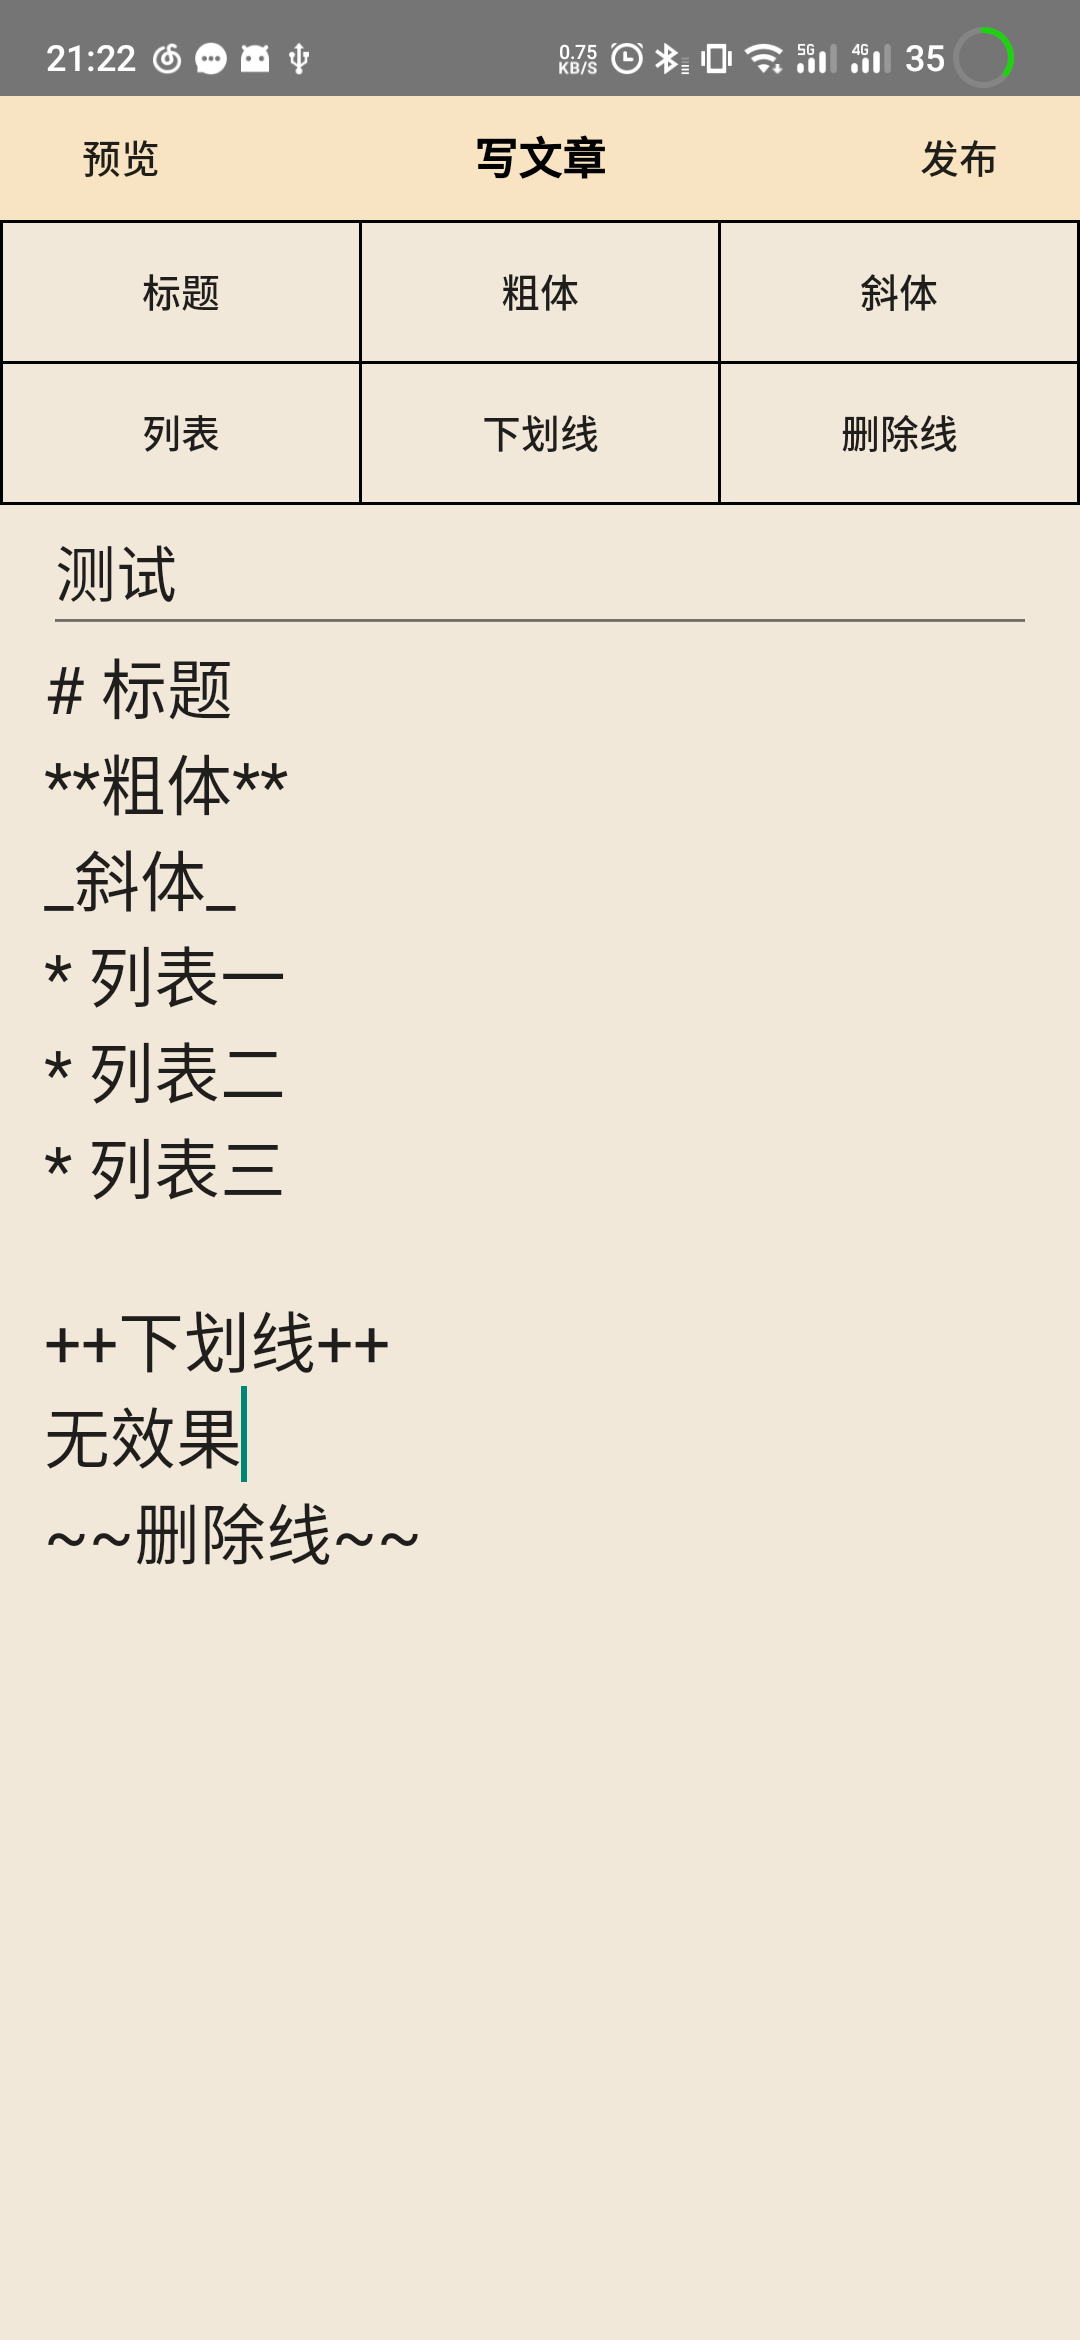 21:22 0.75 KB/S 5G 4G 35
预览 写文章 发布
标题 粗体 斜体
列表 下划线 删除线
测试
# 标题
**粗体**
_斜体_
* 列表一
* 列表二
* 列表三
++下划线++
无效果
~~删除线~~